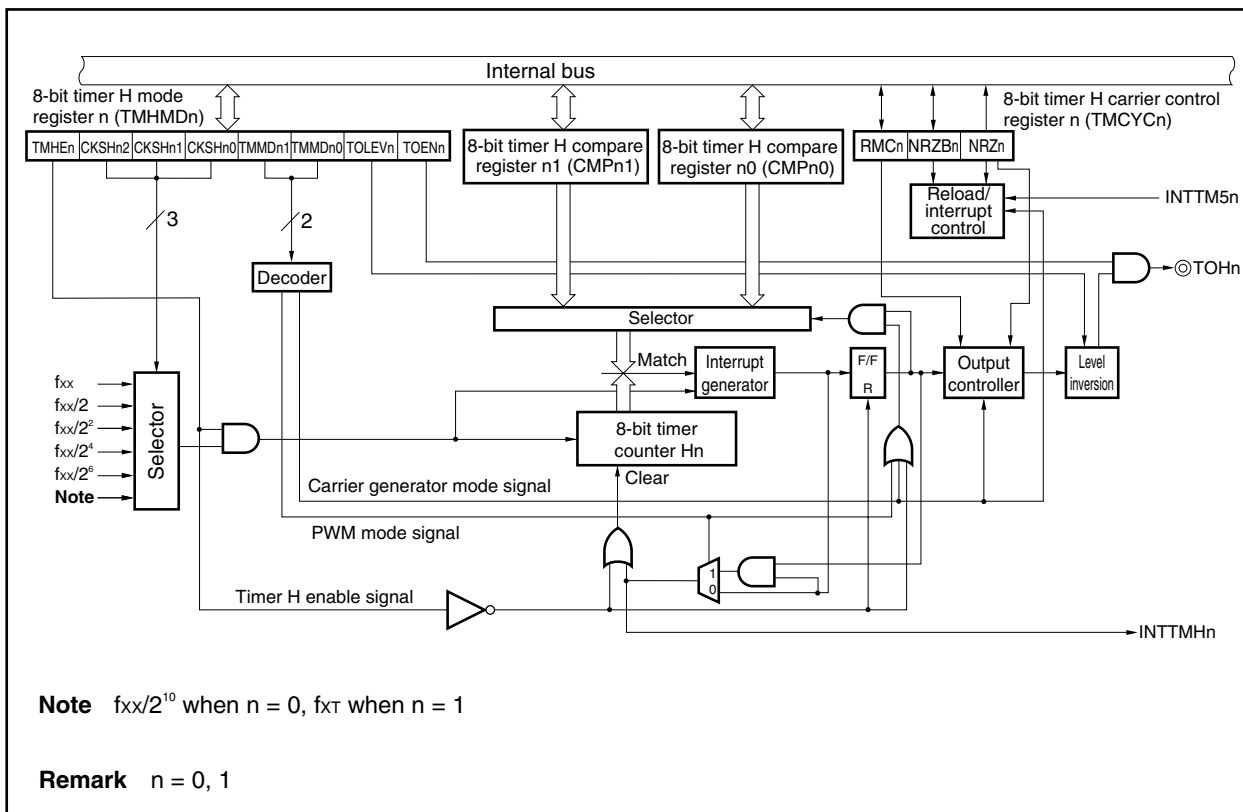 Internal bus
8-bit timer H mode
register n (TMHMDn)
8-bit timer H carrier control
register n (TMCYCn)
TMHEn CKSHn2 CKSHn1 CKSHn0 TMMDn1 TMMDn0 TOLEVn TOENn
8-bit timer H compare
register n1 (CMPn1)
8-bit timer H compare
register n0 (CMPn0)
RMCn NRZBn NRZn
Reload/
interrupt
control
INTTM5n
3
2
Decoder
TOHn
Selector
Match
Interrupt
generator
F/F
R
Output
controller
Level
inversion
fxx
fxx/2
fxx/2²
fxx/2⁴
fxx/2⁶
Note
Selector
8-bit timer
counter Hn
Clear
Carrier generator mode signal
PWM mode signal
1
0
Timer H enable signal
INTTMHn
Note fxx/2¹⁰ when n = 0, fXT when n = 1
Remark n = 0, 1